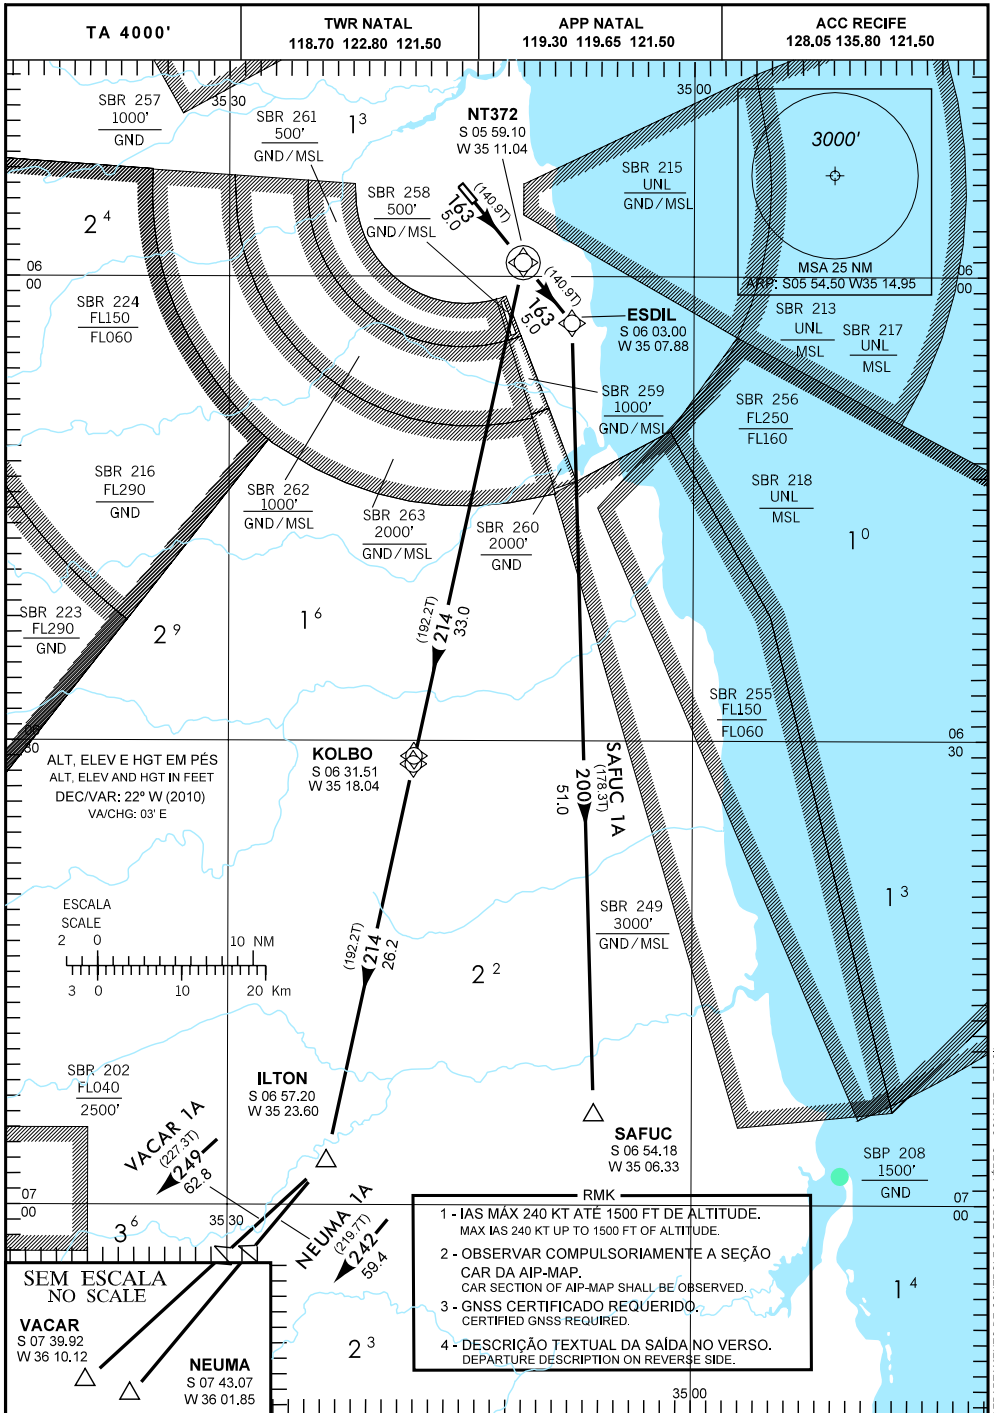 TA 4000'
TWR NATAL
118.70 122.80 121.50
APP NATAL
119.30 119.65 121.50
ACC RECIFE
128.05 135.80 121.50
SBR 257
1000'
GND
35 30
SBR 261
500'
GND/MSL
1 3
NT372
S 05 59.10
W 35 11.04
35 00
3000'
MSA 25 NM
ARP: S05 54.50 W35 14.95
SBR 215
UNL
GND/MSL
SBR 258
500'
GND/MSL
(140.9T)
163
5.0
2 4
06
00
06
00
(140.9T)
163
5.0
ESDIL
S 06 03.00
W 35 07.88
SBR 224
FL150
FL060
SBR 213
UNL
MSL
SBR 217
UNL
MSL
SBR 259
1000'
GND/MSL
SBR 256
FL250
FL160
SBR 216
FL290
GND
SBR 262
1000'
GND/MSL
SBR 263
2000'
GND/MSL
SBR 260
2000'
GND
SBR 218
UNL
MSL
1 0
SBR 223
FL290
GND
2 9
1 6
(192.2T)
214
33.0
SBR 255
FL150
FL060
06
30
06
30
ALT, ELEV E HGT EM PÉS
ALT, ELEV AND HGT IN FEET
DEC/VAR: 22º W (2010)
VA/CHG: 03' E
KOLBO
S 06 31.51
W 35 18.04
SAFUC 1A
(178.3T)
200
51.0
ESCALA
SCALE
2 0 10 NM
3 0 10 20 Km
SBR 249
3000'
GND/MSL
1 3
(192.2T)
214
26.2
2 2
SBR 202
FL040
2500'
ILTON
S 06 57.20
W 35 23.60
SAFUC
S 06 54.18
W 35 06.33
VACAR 1A
(227.3T)
249
62.8
SBP 208
1500'
GND
NEUMA 1A
(219.7T)
242
59.4
07
00
07
00
3 6
35 30
RMK
1 - IAS MÁX 240 KT ATÉ 1500 FT DE ALTITUDE.
MAX IAS 240 KT UP TO 1500 FT OF ALTITUDE.
2 - OBSERVAR COMPULSORIAMENTE A SEÇÃO
CAR DA AIP-MAP.
CAR SECTION OF AIP-MAP SHALL BE OBSERVED.
3 - GNSS CERTIFICADO REQUERIDO.
CERTIFIED GNSS REQUIRED.
4 - DESCRIÇÃO TEXTUAL DA SAÍDA NO VERSO.
DEPARTURE DESCRIPTION ON REVERSE SIDE.
1 4
SEM ESCALA
NO SCALE
VACAR
S 07 39.92
W 36 10.12
NEUMA
S 07 43.07
W 36 01.85
2 3
35 00